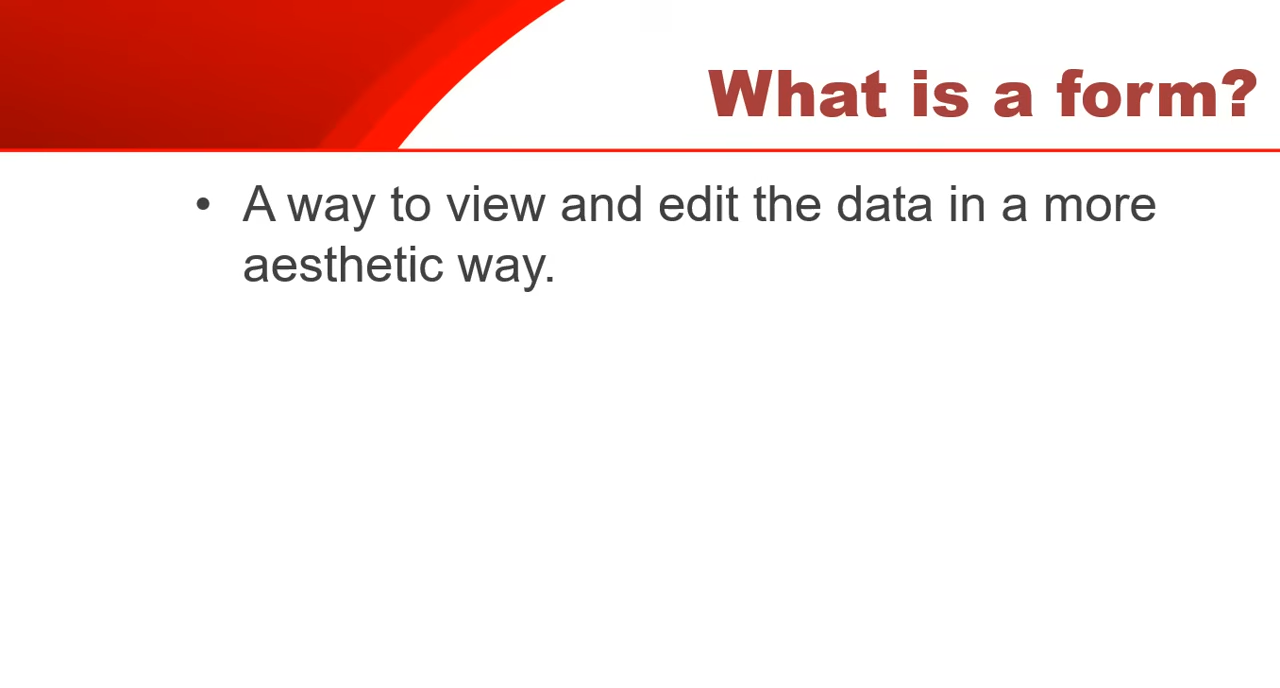 What is a form?
• A way to view and edit the data in a more
aesthetic way.